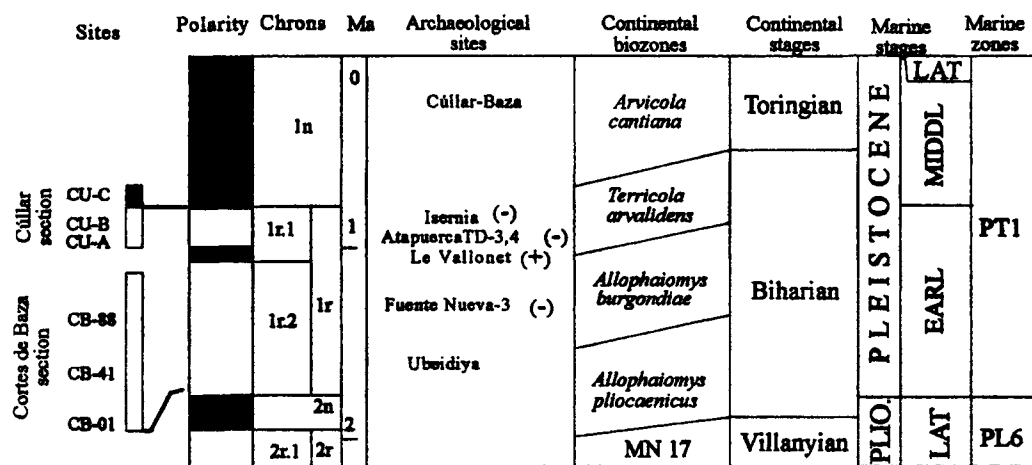 Sites Polarity Chrons Ma Archaeological sites Continental biozones Continental stages Marine stages Marine zones
0
LAT
Cúllar-Baza
Arvicola
cantiana
Toringian
1n
MIDDL
CU-C
Cúllar
section
CU-B
CU-A
1r.1
1
Isernia (-)
AtapuercaTD-3,4 (-)
Le Vallonet (+)
Terricola
arvalidens
PLEISTOCENE
PT1
1r
1r.2
Fuente Nueva-3 (-)
Allophaiomys
burgondiae
Biharian
EARL
Cortes de Baza
section
CB-88
CB-41
CB-01
Ubeidiya
Allophaiomys
pliocaenicus
2n
2
2r.1 2r
MN 17
Villanyian
PLIO.
LAT
PL6